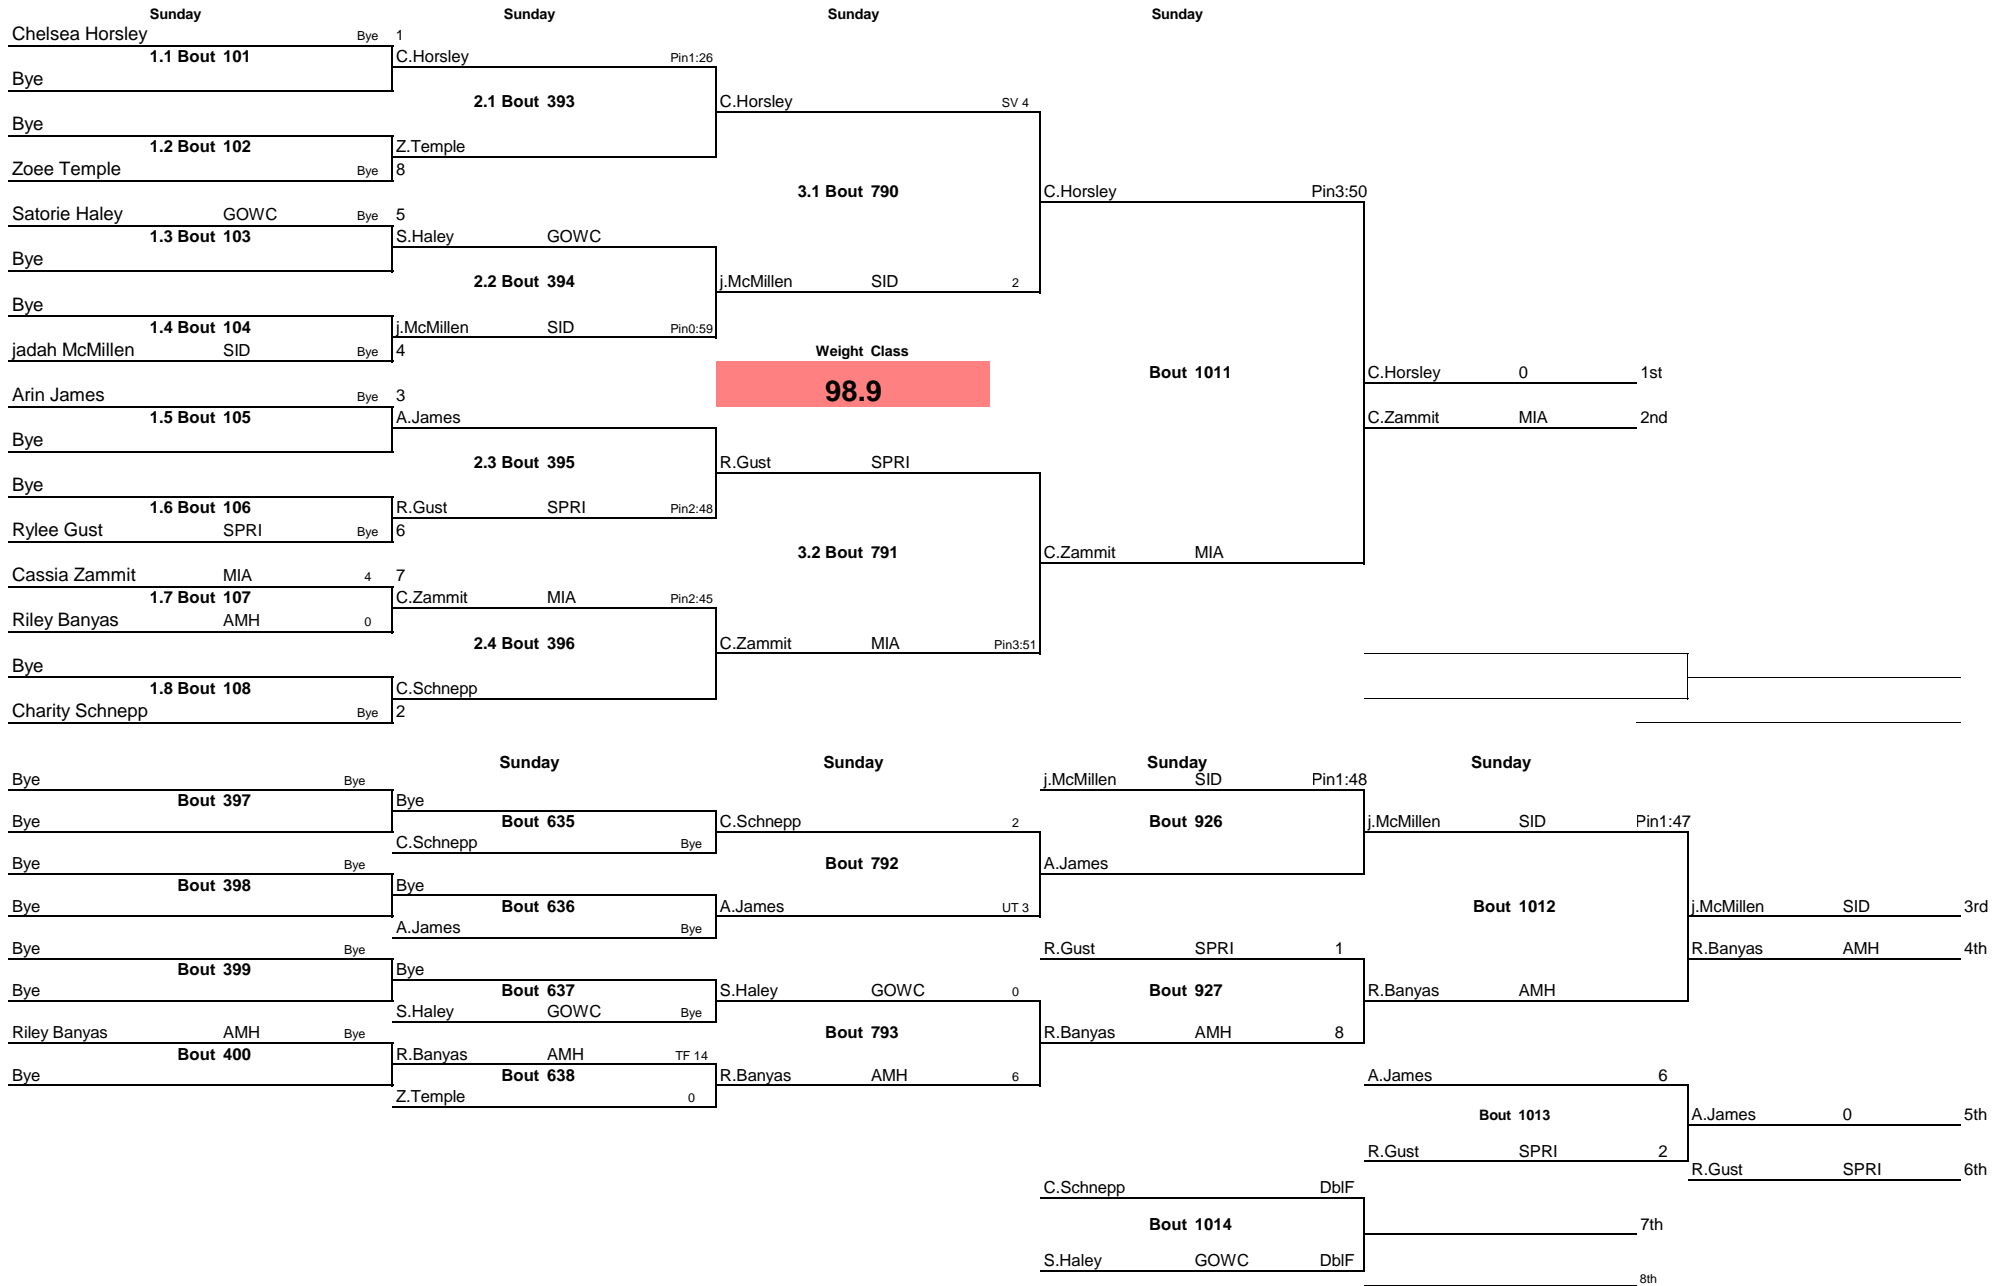 Sunday Sunday Sunday Sunday
Chelsea Horsley Bye 1
1.1 Bout 101 C.Horsley Pin1:26
Bye
2.1 Bout 393 C.Horsley SV 4
Bye
1.2 Bout 102 Z.Temple
Zoee Temple Bye 8
3.1 Bout 790 C.Horsley Pin3:50
Satorie Haley GOWC Bye 5
1.3 Bout 103 S.Haley GOWC
Bye
2.2 Bout 394 j.McMillen SID 2
Bye
1.4 Bout 104 j.McMillen SID Pin0:59
jadah McMillen SID Bye 4 Weight Class
Bout 1011 C.Horsley 0 1st
Arin James Bye 3 98.9
1.5 Bout 105 A.James C.Zammit MIA 2nd
Bye
2.3 Bout 395 R.Gust SPRI
Bye
1.6 Bout 106 R.Gust SPRI Pin2:48
Rylee Gust SPRI Bye 6
3.2 Bout 791 C.Zammit MIA
Cassia Zammit MIA 4 7
1.7 Bout 107 C.Zammit MIA Pin2:45
Riley Banyas AMH 0
2.4 Bout 396 C.Zammit MIA Pin3:51
Bye
1.8 Bout 108 C.Schnepp
Charity Schnepp Bye 2
Sunday Sunday Sunday Sunday
Bye Bye j.McMillen SID Pin1:48
Bout 397 Bye
Bye Bout 635 C.Schnepp 2 Bout 926 j.McMillen SID Pin1:47
C.Schnepp Bye
Bye Bye Bout 792 A.James
Bout 398 Bye
Bye Bout 636 A.James UT 3 Bout 1012 j.McMillen SID 3rd
A.James Bye
Bye Bye R.Gust SPRI 1 R.Banyas AMH 4th
Bout 399 Bye
Bye Bout 637 S.Haley GOWC 0 Bout 927 R.Banyas AMH
S.Haley GOWC Bye
Riley Banyas AMH Bye Bout 793 R.Banyas AMH 8
Bout 400 R.Banyas AMH TF 14
Bye Bout 638 R.Banyas AMH 6 A.James 6
Z.Temple 0
Bout 1013 A.James 0 5th
R.Gust SPRI 2
R.Gust SPRI 6th
C.Schnepp DblF
Bout 1014 7th
S.Haley GOWC DblF
8th